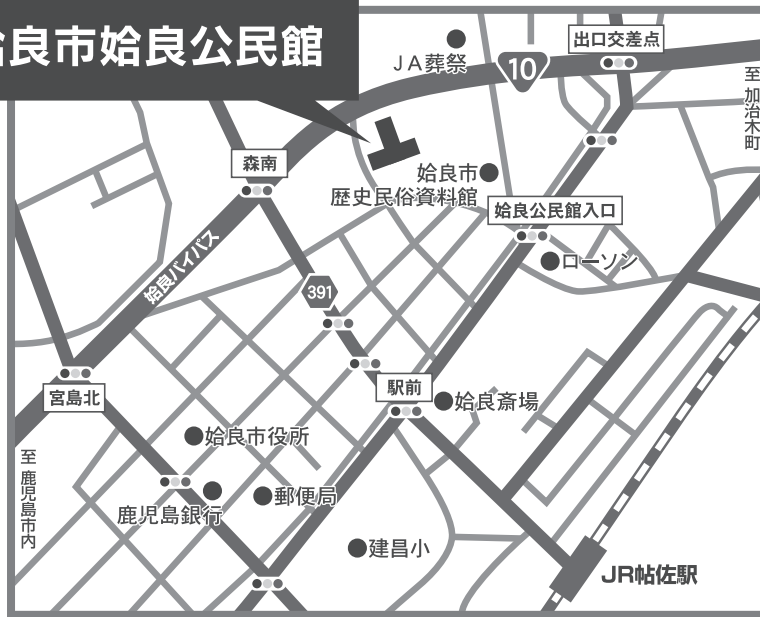 姶良市姶良公民館
JA葬祭
10
出口交差点
至 加治木町
森南
姶良市
歴史民俗資料館
姶良公民館入口
ローソン
姶良バイパス
391
宮島北
駅前
姶良斎場
姶良市役所
至 鹿児島市内
鹿児島銀行
郵便局
建昌小
JR帖佐駅